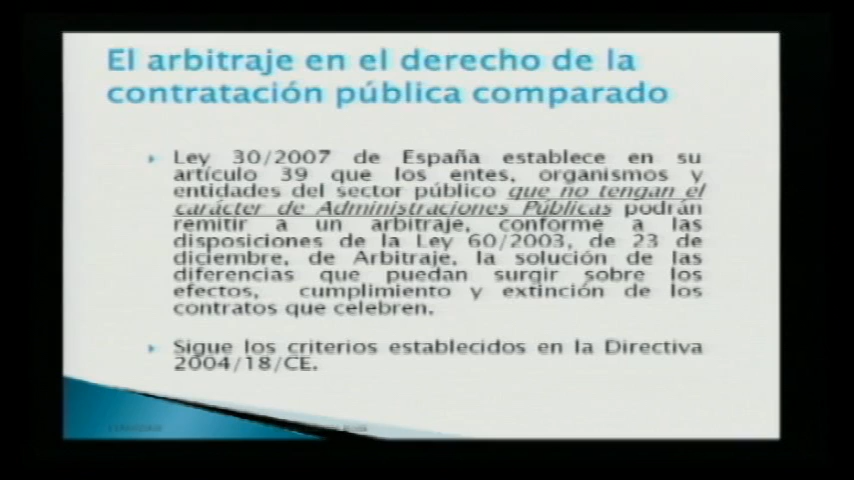 El arbitraje en el derecho de la
contratación pública comparado
Ley 30/2007 de España establece en su
artículo 39 que los entes, organismos y
entidades del sector público que no tengan el
carácter de Administraciones Públicas podrán
remitir a un arbitraje, conforme a las
disposiciones de la Ley 60/2003, de 23 de
diciembre, de Arbitraje, la solución de las
diferencias que puedan surgir sobre los
efectos, cumplimiento y extinción de los
contratos que celebren.
Sigue los criterios establecidos en la Directiva
2004/18/CE.